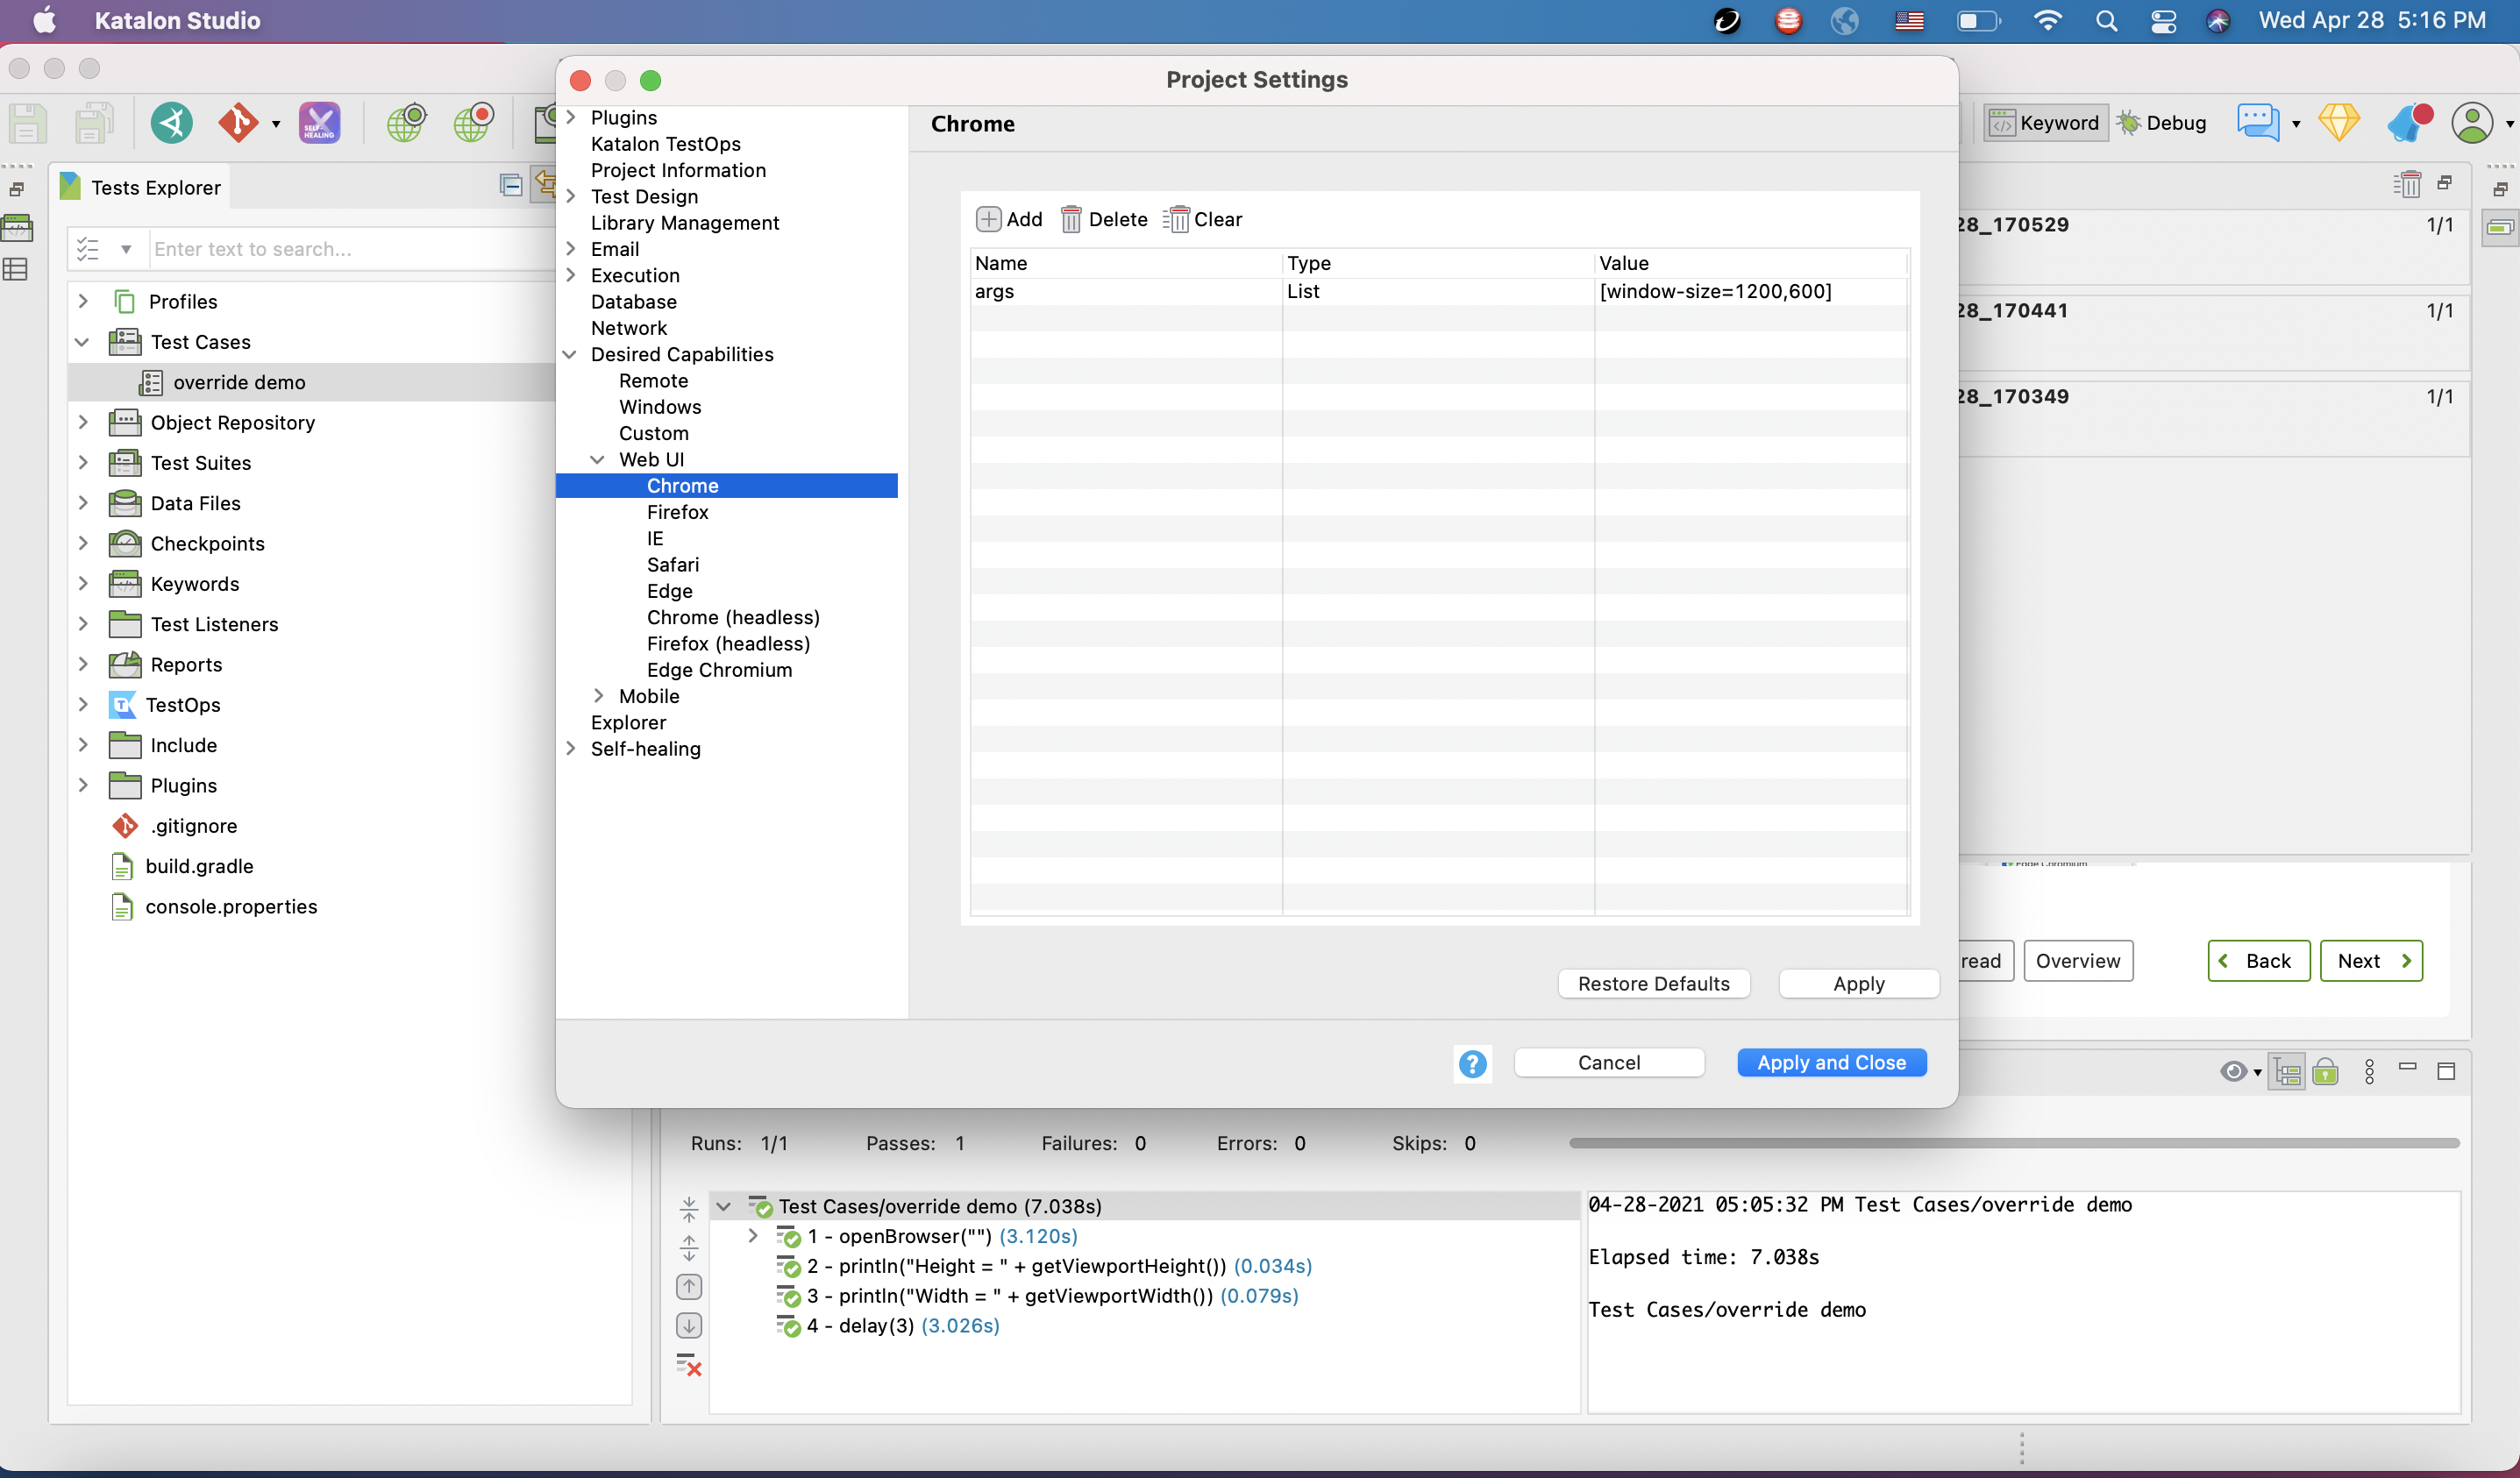 Katalon Studio
Wed Apr 28 5:16 PM
Project Settings
SELF-HEALING
Keyword
Debug
Tests Explorer
Enter text to search...
Profiles
Test Cases
override demo
Object Repository
Test Suites
Data Files
Checkpoints
Keywords
Test Listeners
Reports
TestOps
Include
Plugins
.gitignore
build.gradle
console.properties
Plugins
Katalon TestOps
Project Information
Test Design
Library Management
Email
Execution
Database
Network
Desired Capabilities
Remote
Windows
Custom
Web UI
Chrome
Firefox
IE
Safari
Edge
Chrome (headless)
Firefox (headless)
Edge Chromium
Mobile
Explorer
Self-healing
Chrome
Add Delete Clear
Name Type Value
args List [window-size=1200,600]
Restore Defaults Apply
? Cancel Apply and Close
28_170529 1/1
28_170441 1/1
28_170349 1/1
Edge Chromium
read Overview Back Next
Runs: 1/1 Passes: 1 Failures: 0 Errors: 0 Skips: 0
Test Cases/override demo (7.038s)
1 - openBrowser("") (3.120s)
2 - println("Height = " + getViewportHeight()) (0.034s)
3 - println("Width = " + getViewportWidth()) (0.079s)
4 - delay(3) (3.026s)
04-28-2021 05:05:32 PM Test Cases/override demo
Elapsed time: 7.038s
Test Cases/override demo